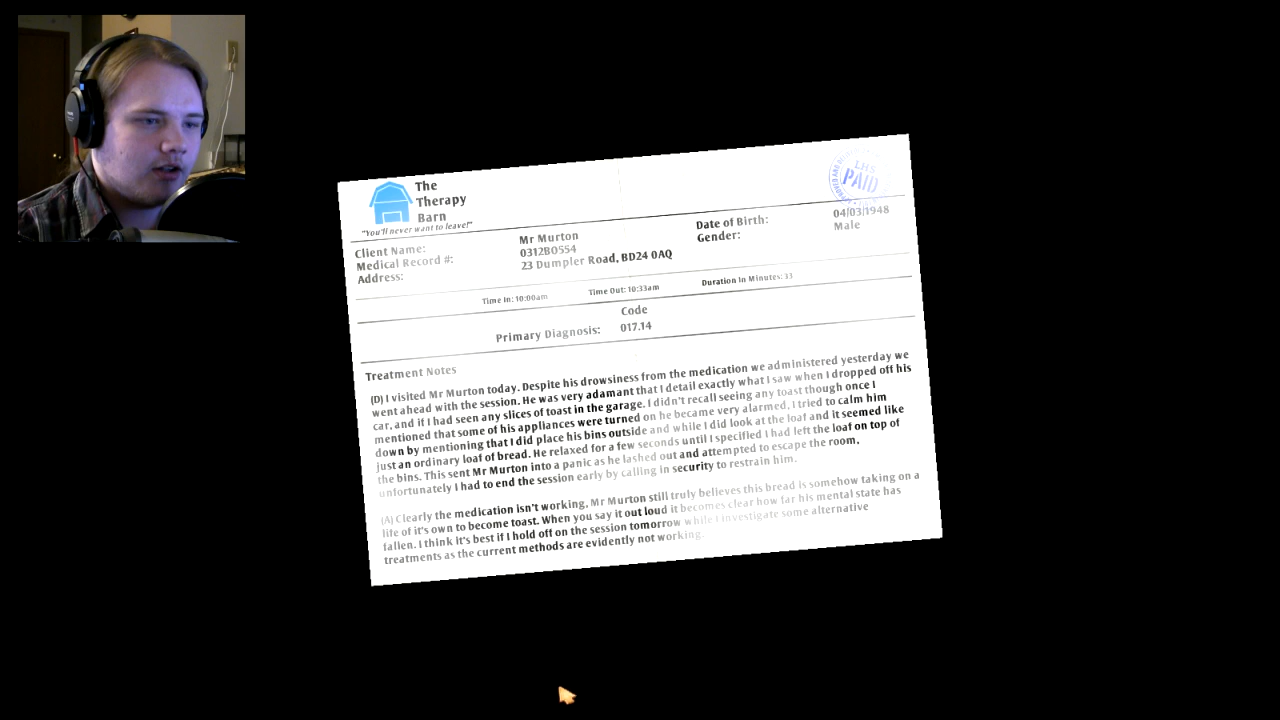 The
Therapy
Barn
"You'll never want to leave!"
LHS
PAID
Client Name: Mr Murton
Medical Record #: 0312BO554
Address: 23 Dumpler Road, BD24 0AQ
Date of Birth: 04/03/1948
Gender: Male
Time In: 10:00am Time Out: 10:33am Duration In Minutes: 33
Code
Primary Diagnosis: 017.14
Treatment Notes
(D) I visited Mr Murton today. Despite his drowsiness from the medication we administered yesterday we
went ahead with the session. He was very adamant that I detail exactly what I saw when I dropped off his
car, and if I had seen any slices of toast in the garage. I didn't recall seeing any toast though once I
mentioned that some of his appliances were turned on he became very alarmed, I tried to calm him
down by mentioning that I did place his bins outside and while I did look at the loaf and it seemed like
just an ordinary loaf of bread. He relaxed for a few seconds until I specified I had left the loaf on top of
the bins. This sent Mr Murton into a panic as he lashed out and attempted to escape the room,
unfortunately I had to end the session early by calling in security to restrain him.
(A) Clearly the medication isn't working, Mr Murton still truly believes this bread is somehow taking on a
life of it's own to become toast. When you say it out loud it becomes clear how far his mental state has
fallen. I think it's best if I hold off on the session tomorrow while I investigate some alternative
treatments as the current methods are evidently not working.